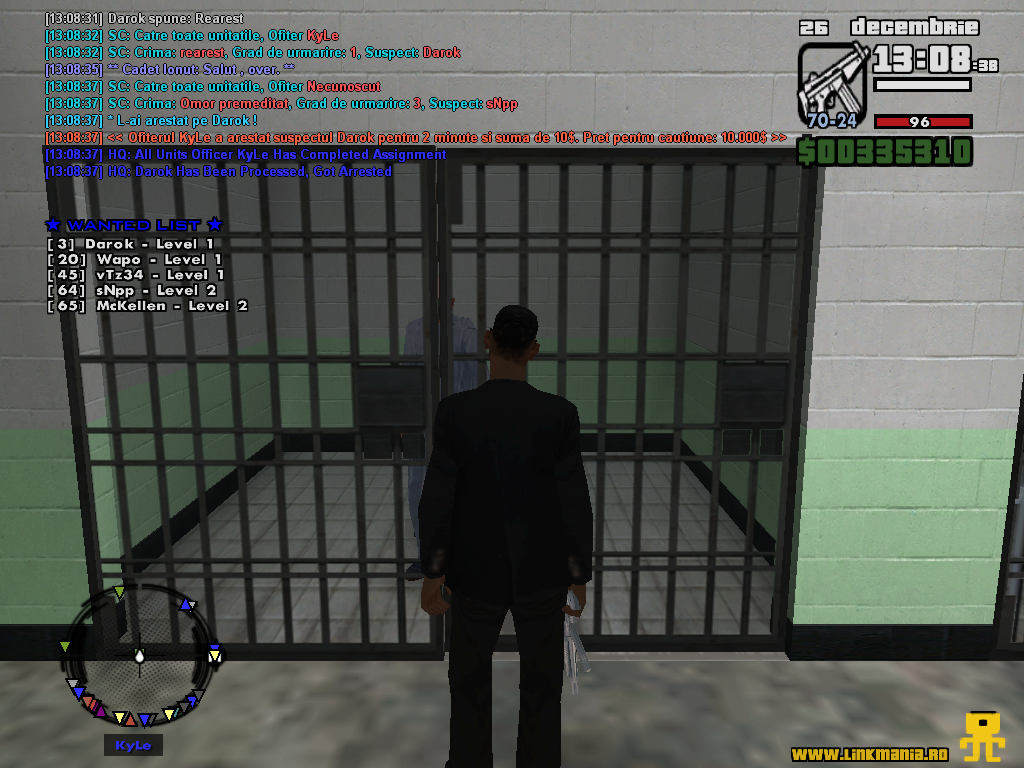 [13:08:31] Darok spune: Rearest
[13:08:32] SC: Catre toate unitatile, Ofiter KyLe
[13:08:32] SC: Crima: rearest, Grad de urmarire: 1, Suspect: Darok
[13:08:35] ** Cadet Ionut: Salut , over. **
[13:08:37] SC: Catre toate unitatile, Ofiter Necunoscut
[13:08:37] SC: Crima: Omor premeditat, Grad de urmarire: 3, Suspect: sNpp
[13:08:37] * L-ai arestat pe Darok !
[13:08:37] << Ofiterul KyLe a arestat suspectul Darok pentru 2 minute si suma de 10$. Pret pentru cautiune: 10.000$ >>
[13:08:37] HQ: All Units Officer KyLe Has Completed Assignment
[13:08:37] HQ: Darok Has Been Processed, Got Arrested
26 decembrie
13:08:38
70-24
96
$00335310
★ WANTED LIST ★
[ 3] Darok - Level 1
[ 20] Wapo - Level 1
[ 45] vTz34 - Level 1
[ 64] sNpp - Level 2
[ 65] McKellen - Level 2
KyLe
www.linkmania.ro